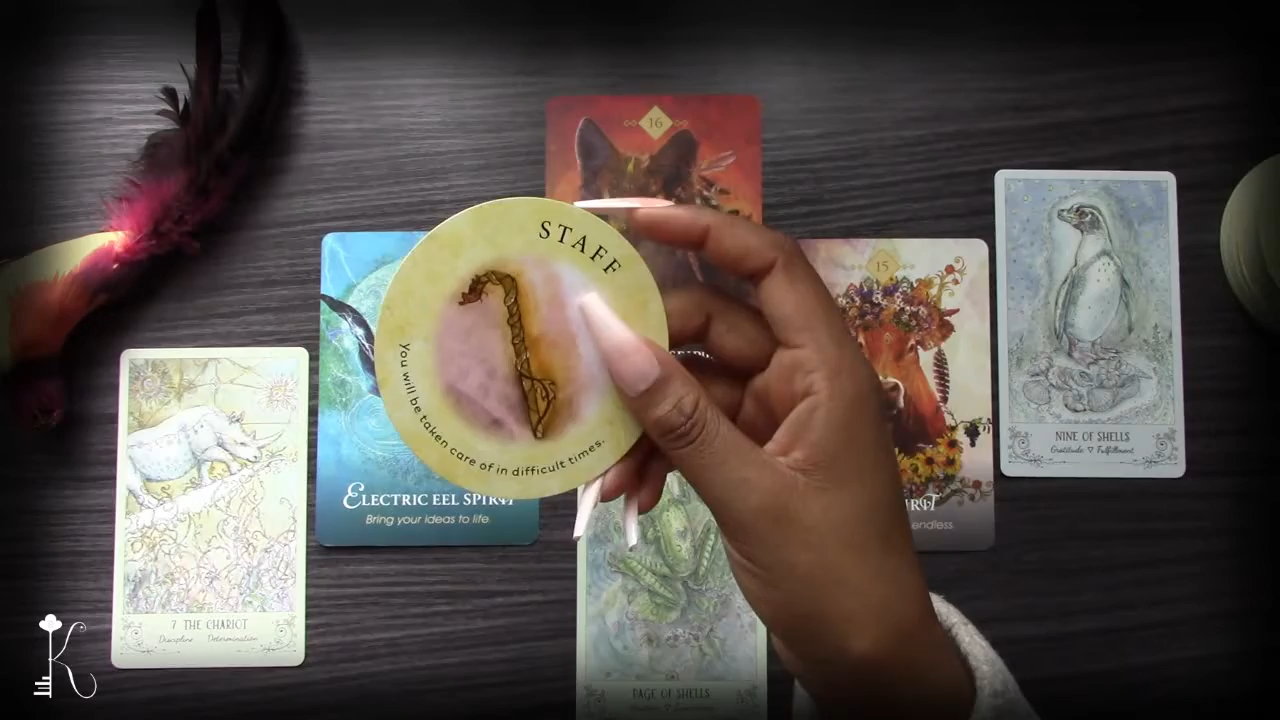 16
STAFF
You will be taken care of in difficult times.
ELECTRIC EEL SPIRIT
Bring your ideas to life
15
endless
NINE OF SHELLS
Gratitude ♡ Fulfillment
7 THE CHARIOT
Discipline Determination
PAGE OF SHELLS
K